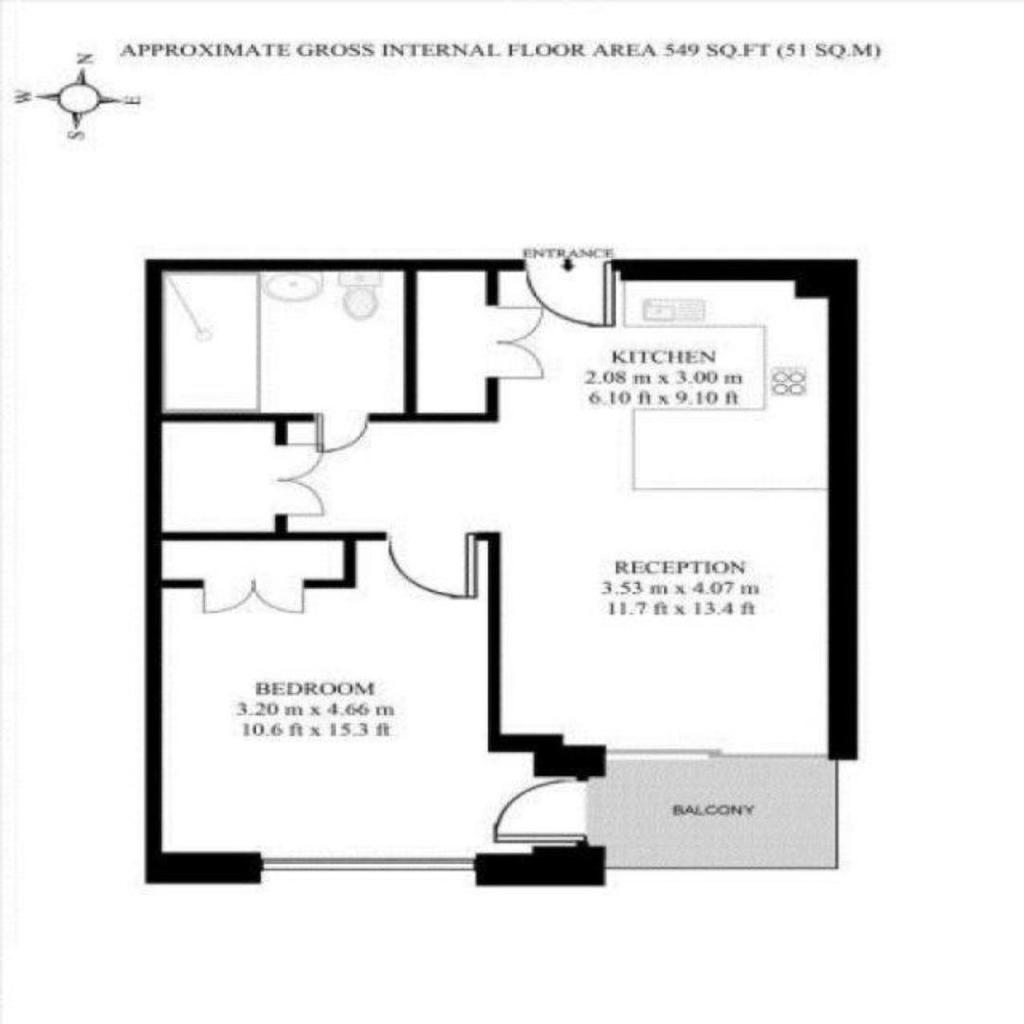 APPROXIMATE GROSS INTERNAL FLOOR AREA 549 SQ.FT (51 SQ.M)
N
W
E
S
ENTRANCE
KITCHEN
2.08 m x 3.00 m
6.10 ft x 9.10 ft
RECEPTION
3.53 m x 4.07 m
11.7 ft x 13.4 ft
BEDROOM
3.20 m x 4.66 m
10.6 ft x 15.3 ft
BALCONY